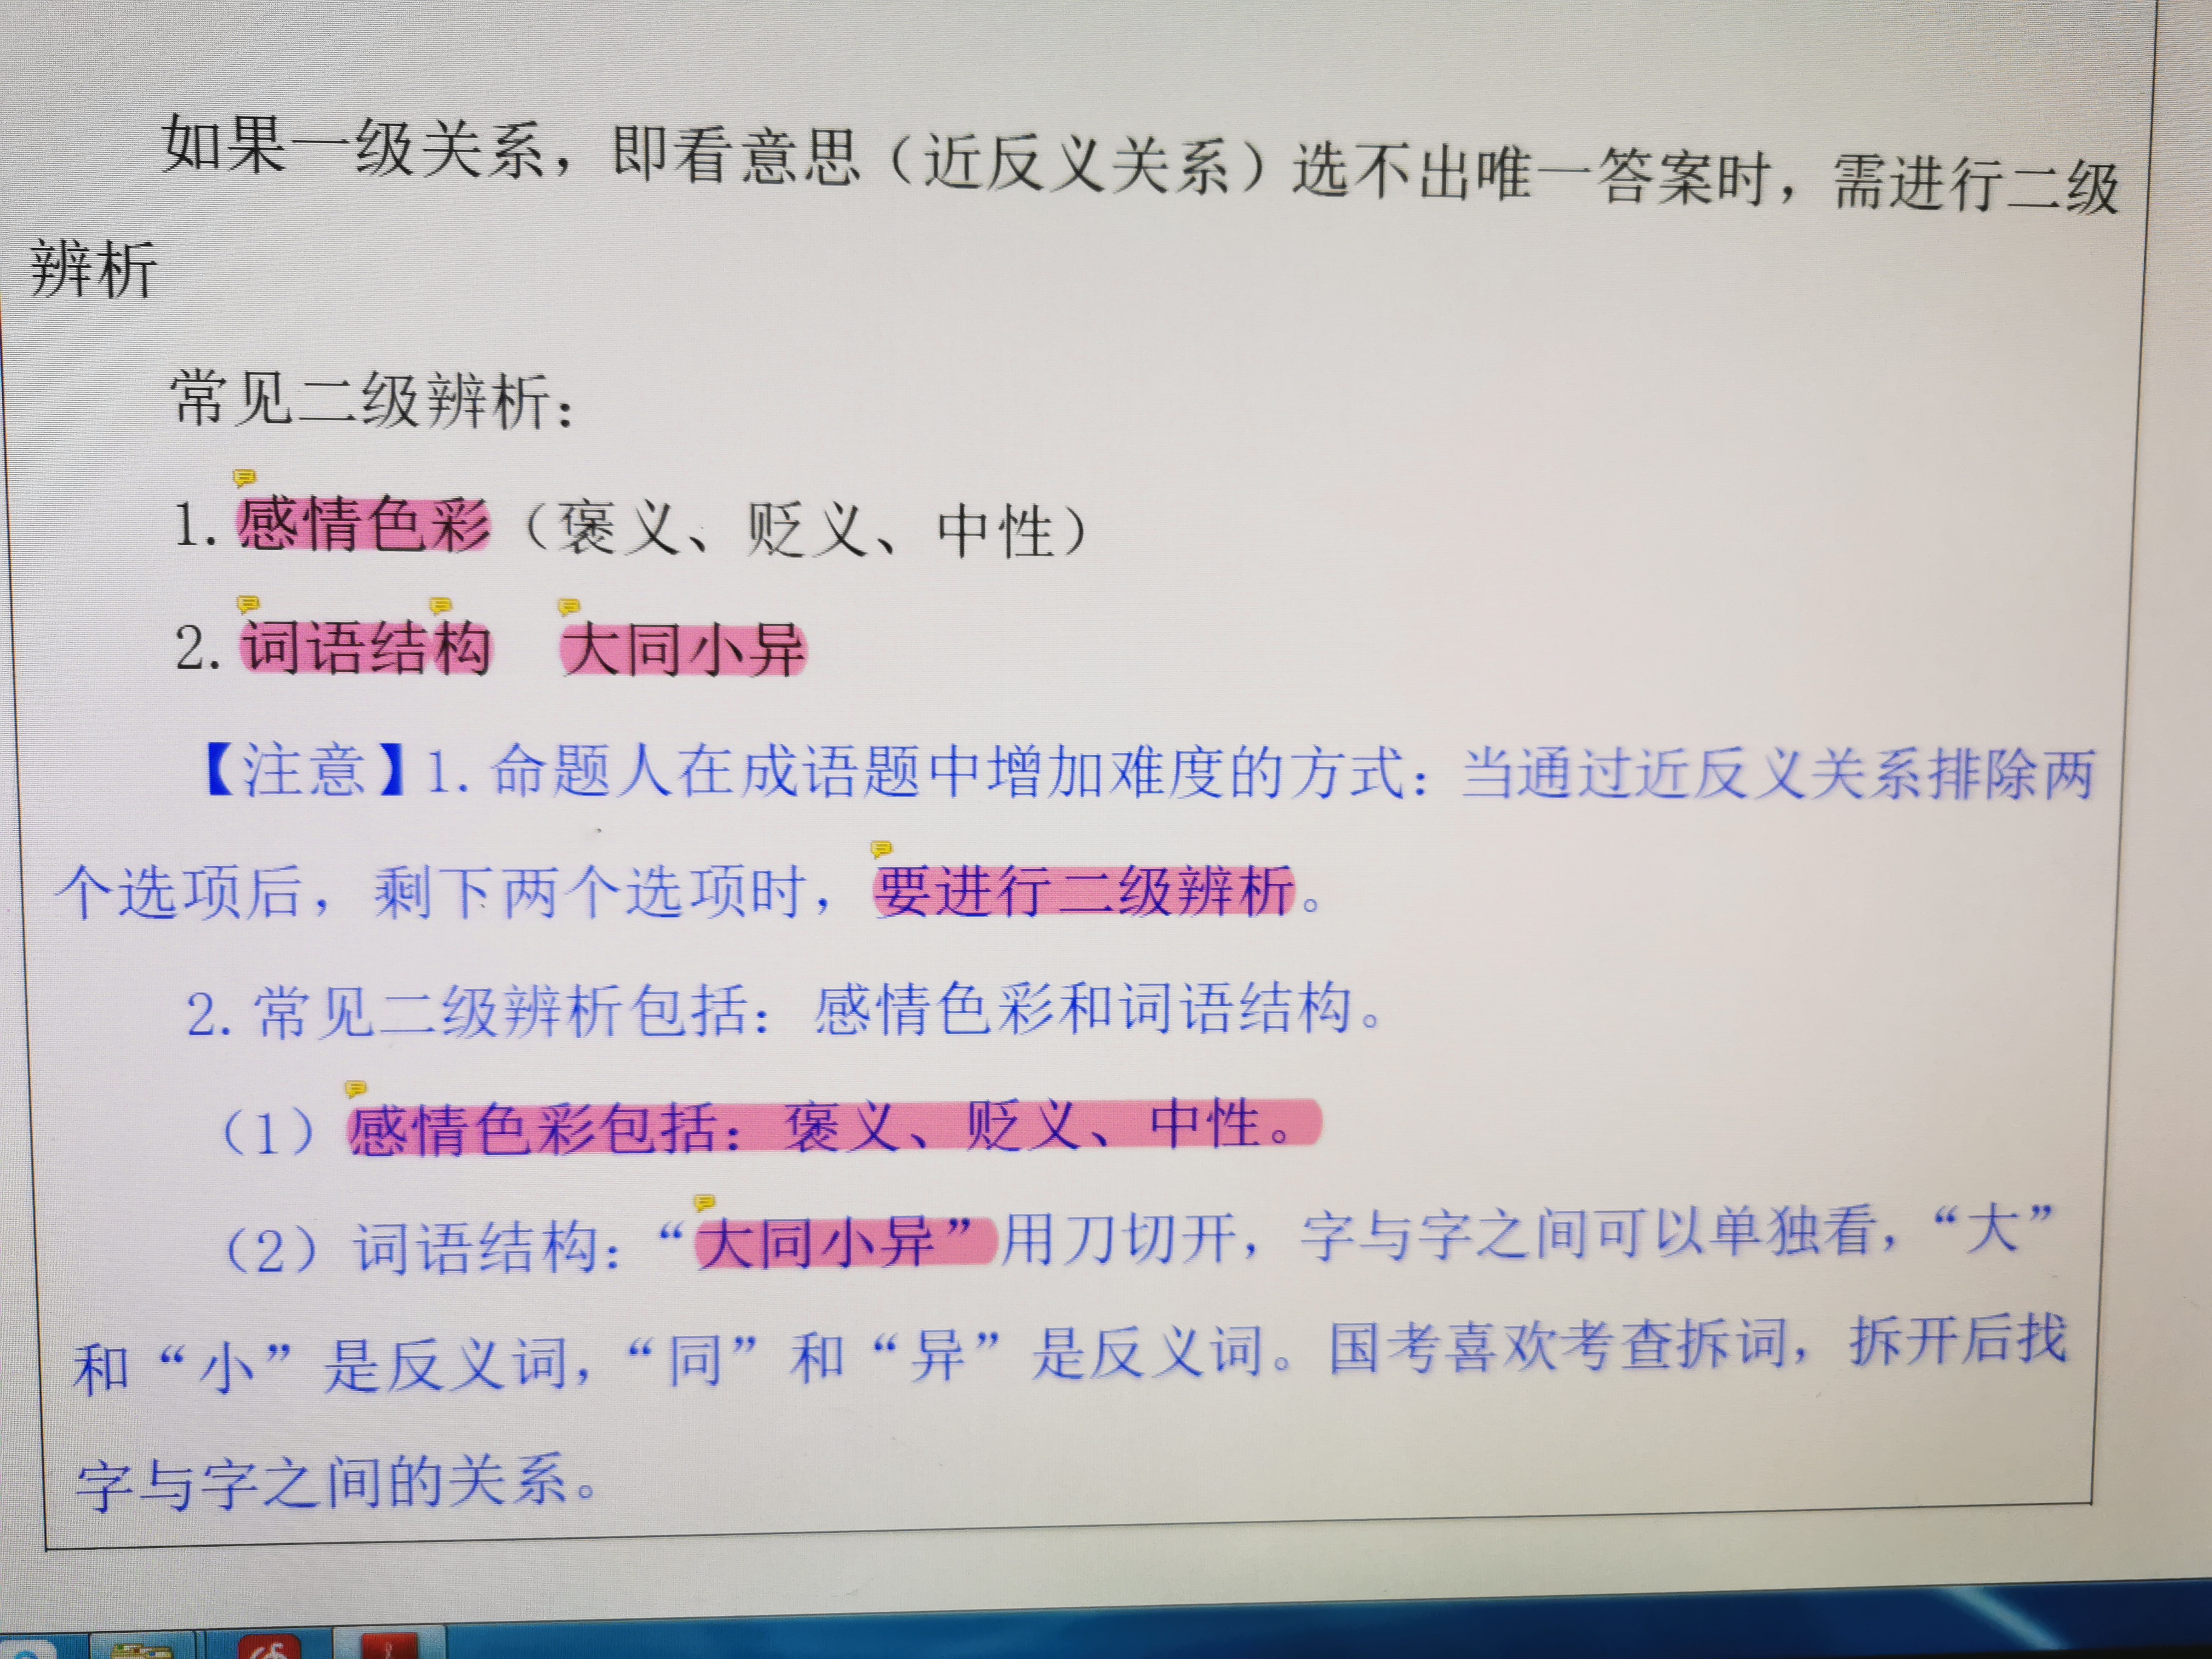 如果一级关系，即看意思（近反义关系）选不出唯一答案时，需进行二级
辨析
常见二级辨析：
1.感情色彩（褒义、贬义、中性）
2.词语结构　大同小异
【注意】1.命题人在成语题中增加难度的方式：当通过近反义关系排除两
个选项后，剩下两个选项时，要进行二级辨析。
2.常见二级辨析包括：感情色彩和词语结构。
（1）感情色彩包括：褒义、贬义、中性。
（2）词语结构：“大同小异”用刀切开，字与字之间可以单独看，“大”
和“小”是反义词，“同”和“异”是反义词。国考喜欢考查拆词，拆开后找
字与字之间的关系。